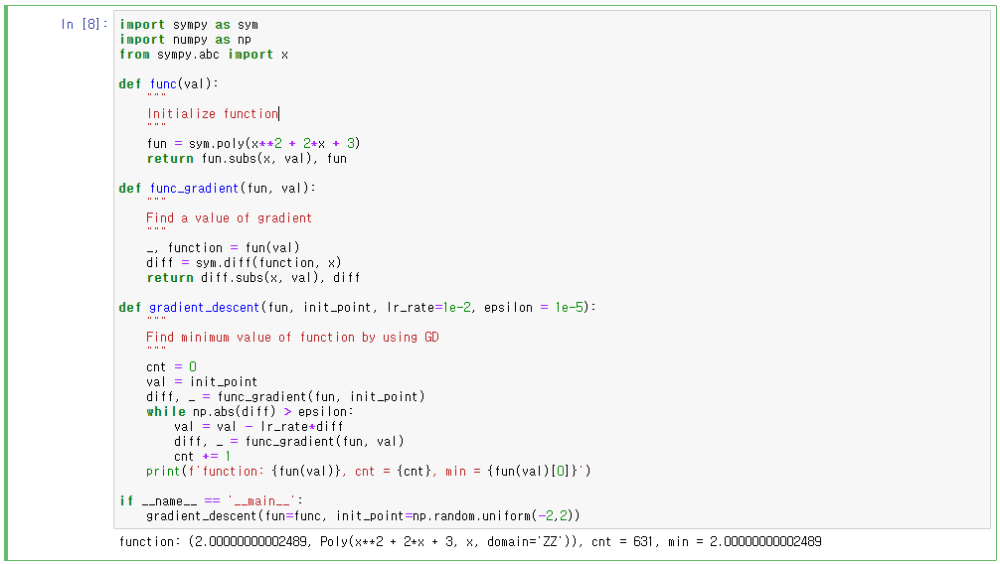 In [8]:
import sympy as sym
import numpy as np
from sympy.abc import x

def func(val):
    """
    Initialize function
    """
    fun = sym.poly(x**2 + 2*x + 3)
    return fun.subs(x, val), fun

def func_gradient(fun, val):
    """
    Find a value of gradient
    """
    _, function = fun(val)
    diff = sym.diff(function, x)
    return diff.subs(x, val), diff

def gradient_descent(fun, init_point, lr_rate=1e-2, epsilon = 1e-5):
    """
    Find minimum value of function by using GD
    """
    cnt = 0
    val = init_point
    diff, _ = func_gradient(fun, init_point)
    while np.abs(diff) > epsilon:
        val = val - lr_rate*diff
        diff, _ = func_gradient(fun, val)
        cnt += 1
    print(f'function: {fun(val)}, cnt = {cnt}, min = {fun(val)[0]}')

if __name__ == '__main__':
    gradient_descent(fun=func, init_point=np.random.uniform(-2,2))
function: (2.00000000002489, Poly(x**2 + 2*x + 3, x, domain='ZZ')), cnt = 631, min = 2.00000000002489